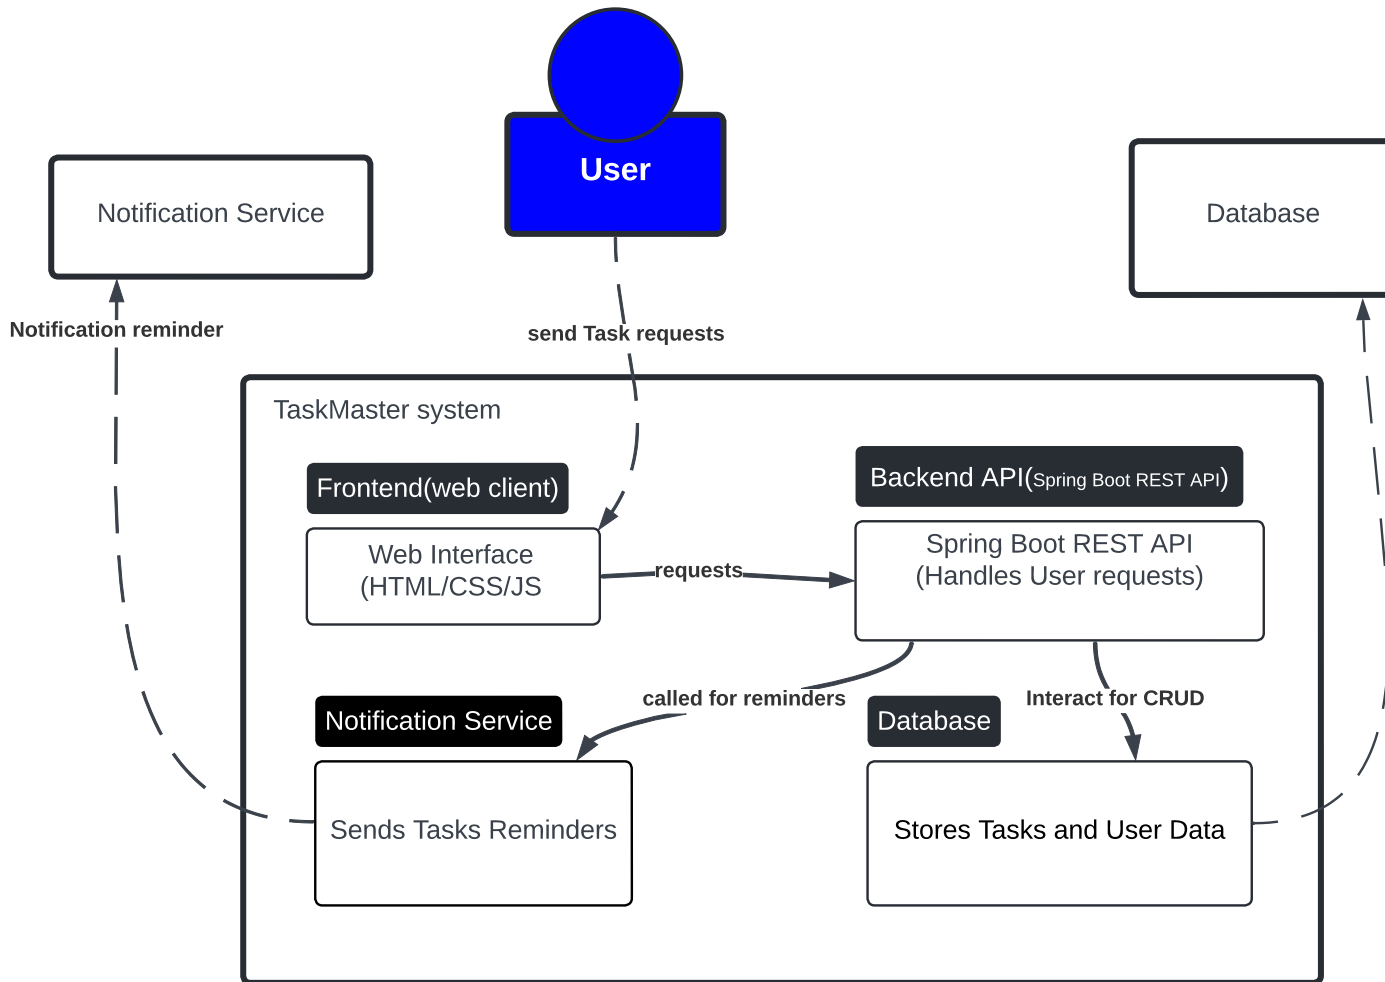 User
Notification Service
Database
Notification reminder
send Task requests
TaskMaster system
Frontend(web client)
Backend API(Spring Boot REST API)
Web Interface
(HTML/CSS/JS
requests
Spring Boot REST API
(Handles User requests)
called for reminders
Interact for CRUD
Notification Service
Database
Sends Tasks Reminders
Stores Tasks and User Data